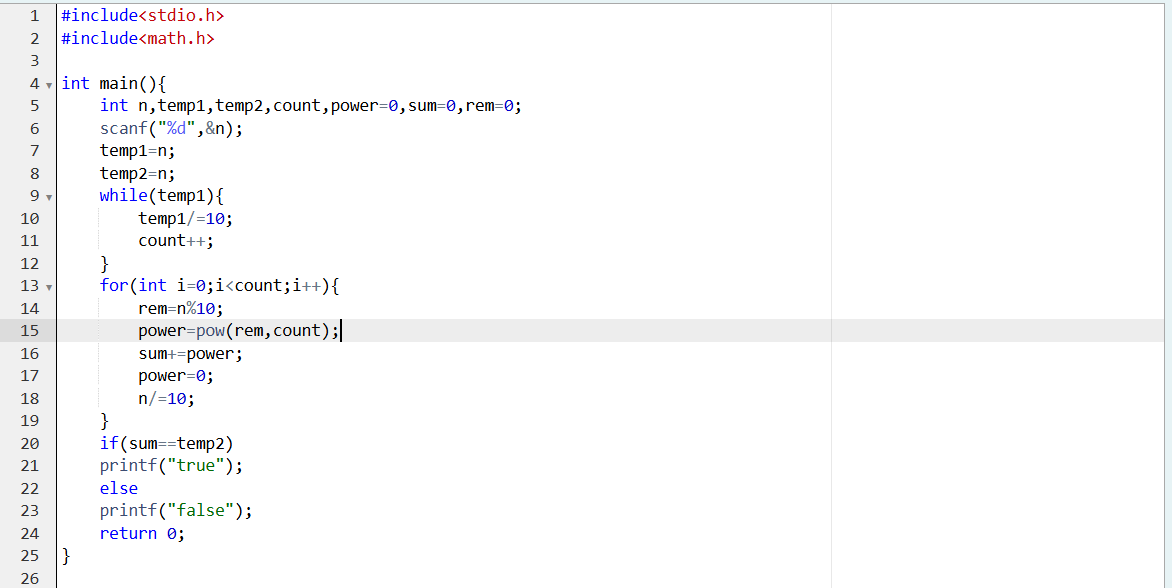 1 #include<stdio.h>
2 #include<math.h>
3
4 int main(){
5     int n,temp1,temp2,count,power=0,sum=0,rem=0;
6     scanf("%d",&n);
7     temp1=n;
8     temp2=n;
9     while(temp1){
10         temp1/=10;
11         count++;
12     }
13     for(int i=0;i<count;i++){
14         rem=n%10;
15         power=pow(rem,count);
16         sum+=power;
17         power=0;
18         n/=10;
19     }
20     if(sum==temp2)
21     printf("true");
22     else
23     printf("false");
24     return 0;
25 }
26